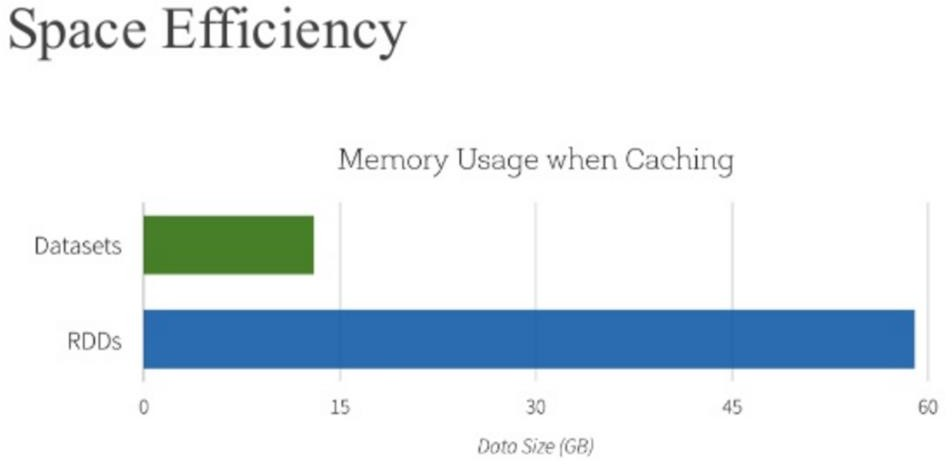 Space Efficiency
Memory Usage when Caching
Datasets
RDDs
0 15 30 45 60
Data Size (GB)